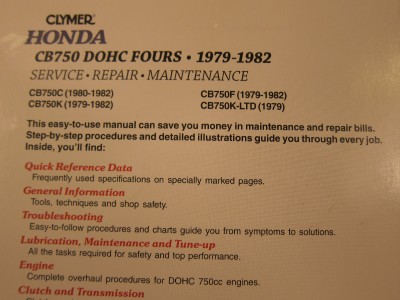 CLYMER®
HONDA
CB750 DOHC FOURS • 1979-1982
SERVICE • REPAIR • MAINTENANCE
CB750C (1980-1982) CB750F (1979-1982)
CB750K (1979-1982) CB750K-LTD (1979)
This easy-to-use manual can save you money in maintenance and repair bills.
Step-by-step procedures and detailed illustrations guide you through every job.
Inside, you'll find:
Quick Reference Data
Frequently used specifications on specially marked pages.
General Information
Tools, techniques and shop safety.
Troubleshooting
Easy-to-follow procedures and charts guide you from symptoms to solutions.
Lubrication, Maintenance and Tune-up
All the tasks required for safety and top performance.
Engine
Complete overhaul procedures for DOHC 750cc engines.
Clutch and Transmission